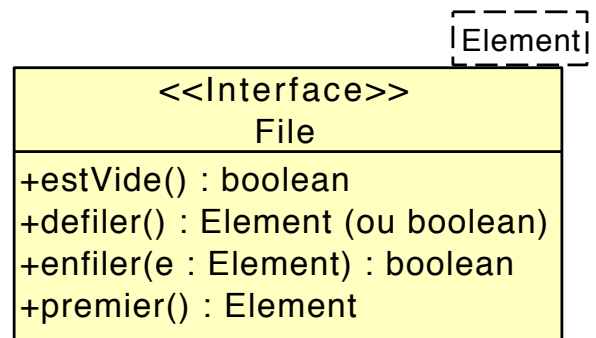 Element
<<Interface>>
File
+estVide() : boolean
+defiler() : Element (ou boolean)
+enfiler(e : Element) : boolean
+premier() : Element